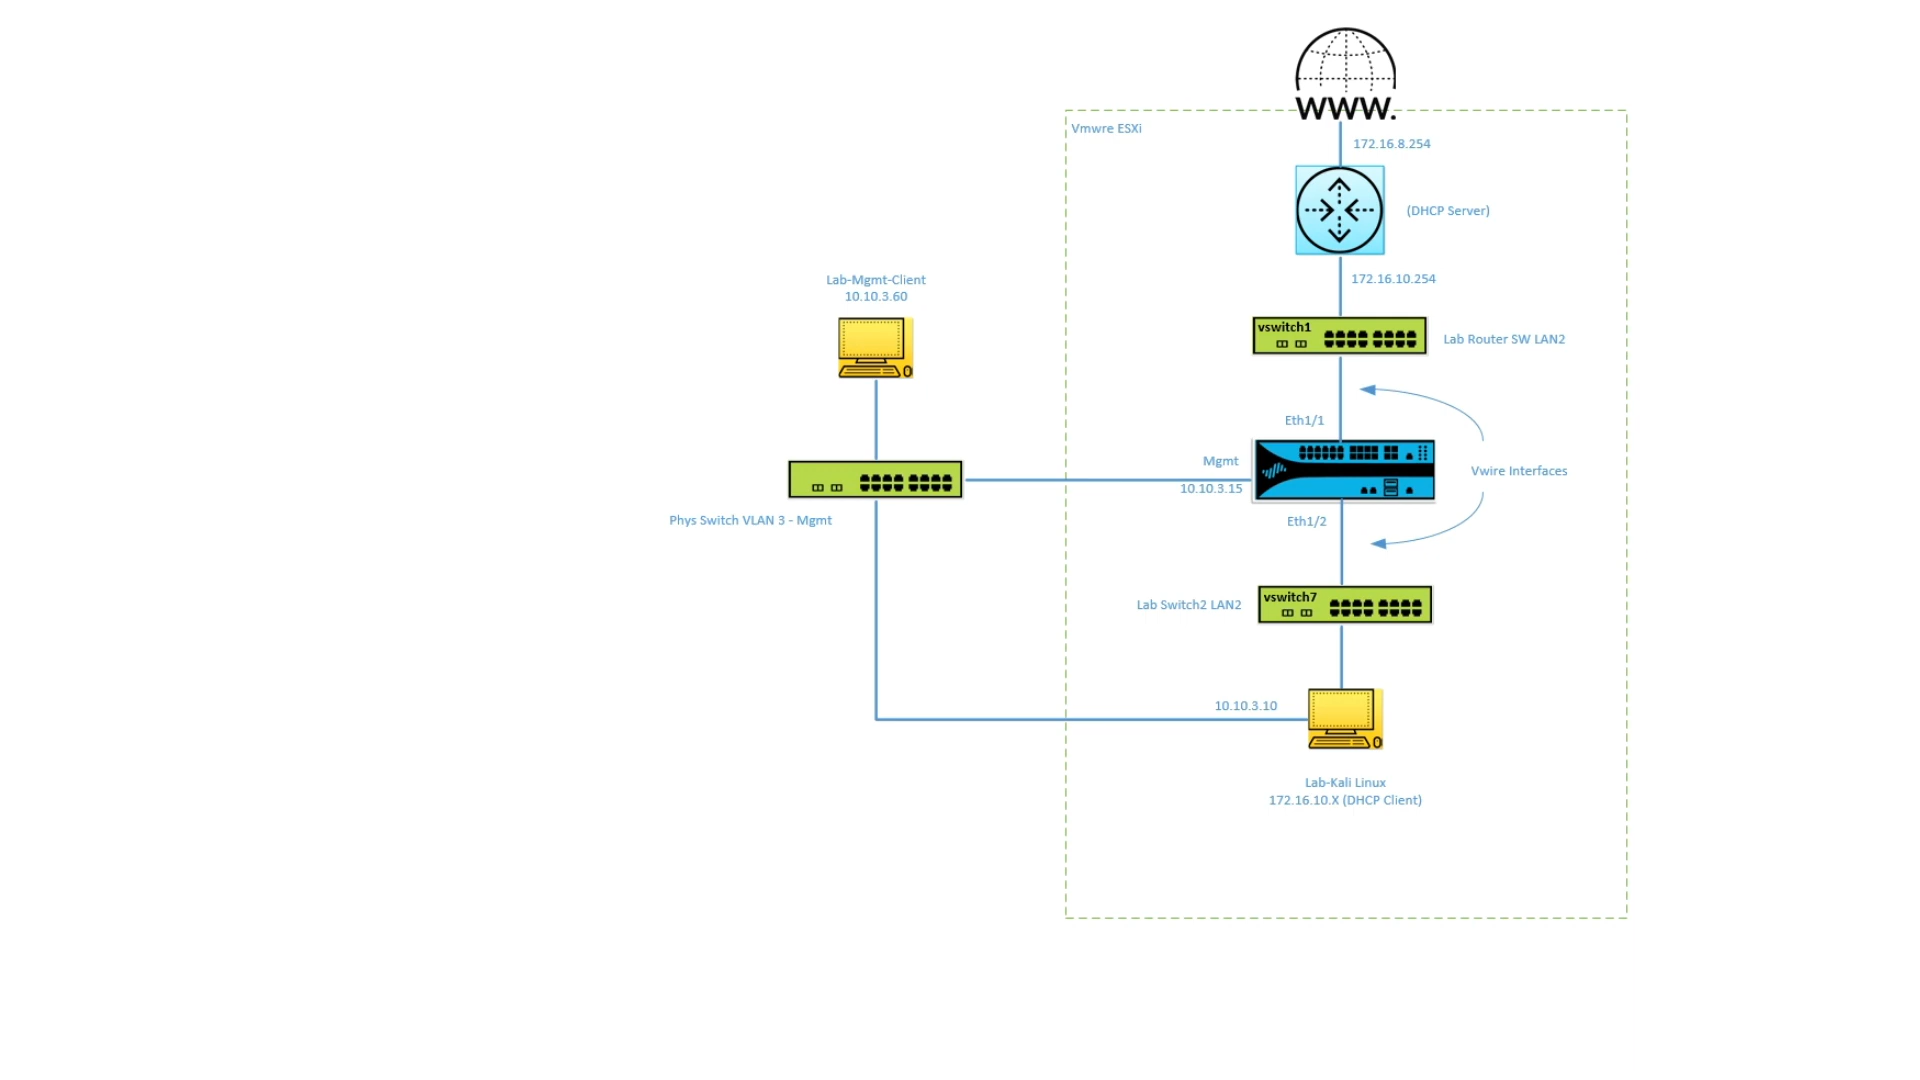 WWW.
Vmwre ESXi
172.16.8.254
(DHCP Server)
172.16.10.254
Lab-Mgmt-Client
10.10.3.60
vswitch1
Lab Router SW LAN2
Eth1/1
Mgmt
10.10.3.15
Vwire Interfaces
Phys Switch VLAN 3 - Mgmt
Eth1/2
vswitch7
Lab Switch2 LAN2
10.10.3.10
Lab-Kali Linux
172.16.10.X (DHCP Client)